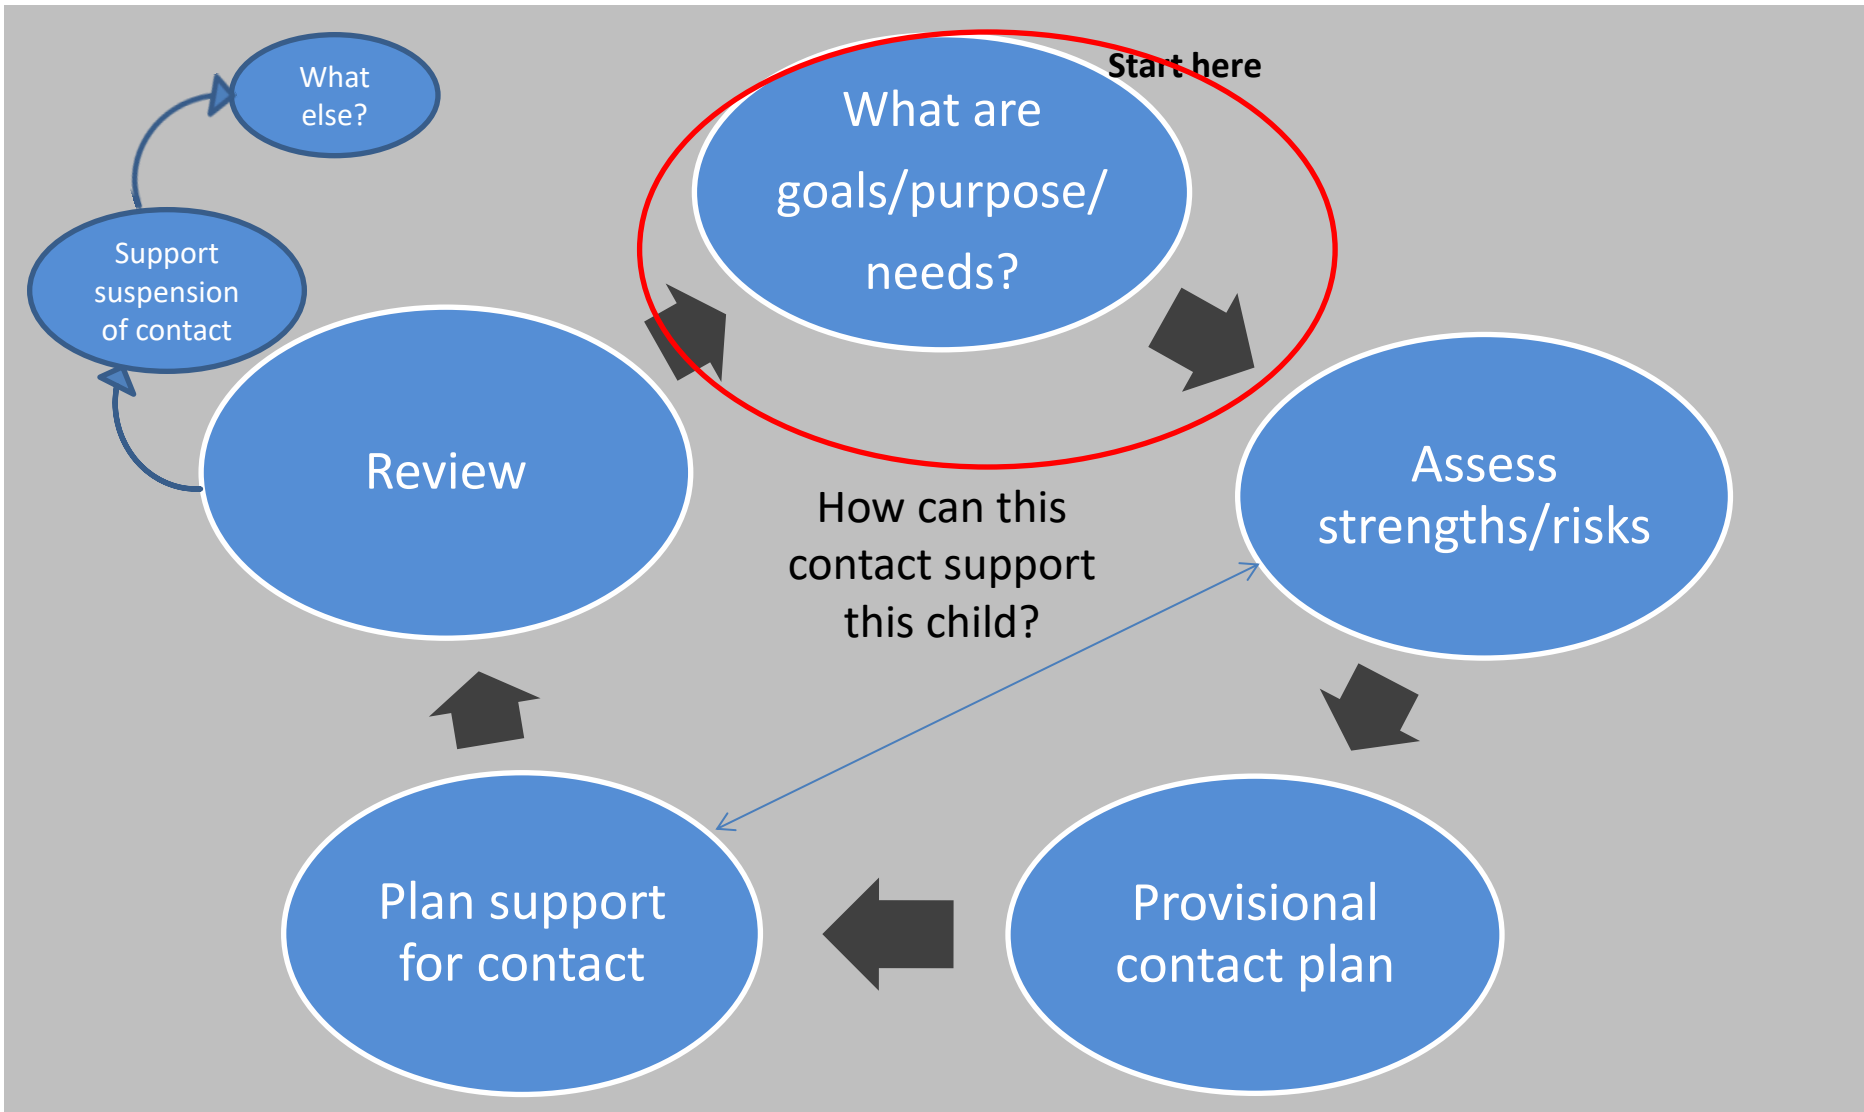 What
else?
Start here
What are
goals/purpose/
needs?
Support
suspension
of contact
Review
How can this
contact support
this child?
Assess
strengths/risks
Plan support
for contact
Provisional
contact plan